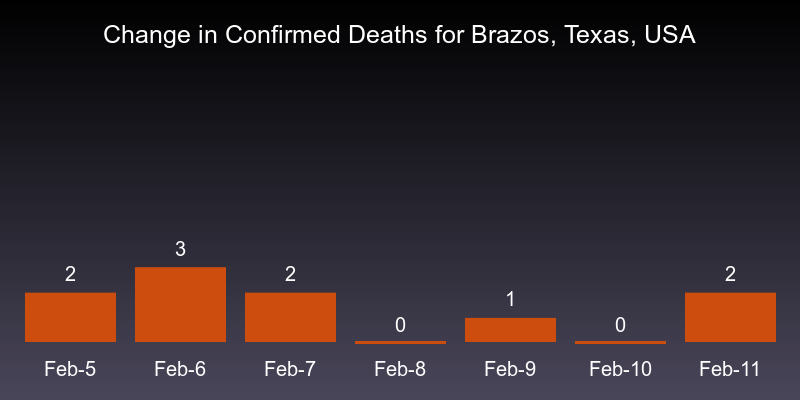 Change in Confirmed Deaths for Brazos, Texas, USA
2
3
2
0
1
0
2
Feb-5
Feb-6
Feb-7
Feb-8
Feb-9
Feb-10
Feb-11